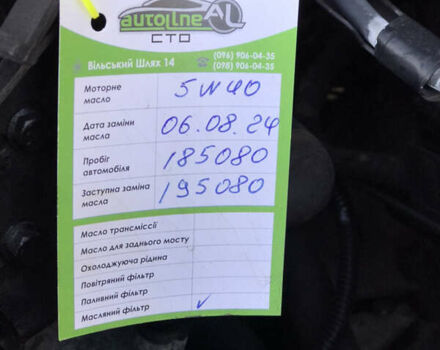 autoline AL
СТО
Вільський Шлях 14
(096) 906-04-35
(098) 906-04-35
Моторне масло 5W40
Дата заміни масла 06.08.24
Пробіг автомобіля 185080
Заступна заміна масла 195080
Масло трансміссії
Масло для заднього мосту
Охолоджуюча рідина
Повітряний фільтр
Паливний фільтр
Масляний фільтр ✓